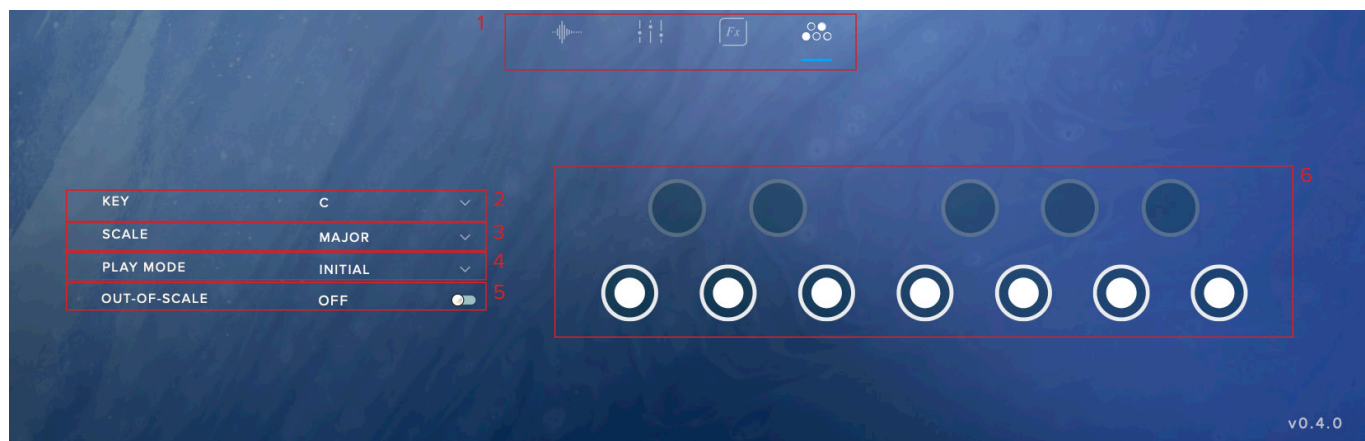 1
Fx
KEY C 2
SCALE MAJOR 3
PLAY MODE INITIAL 4
OUT-OF-SCALE OFF 5
6
v0.4.0